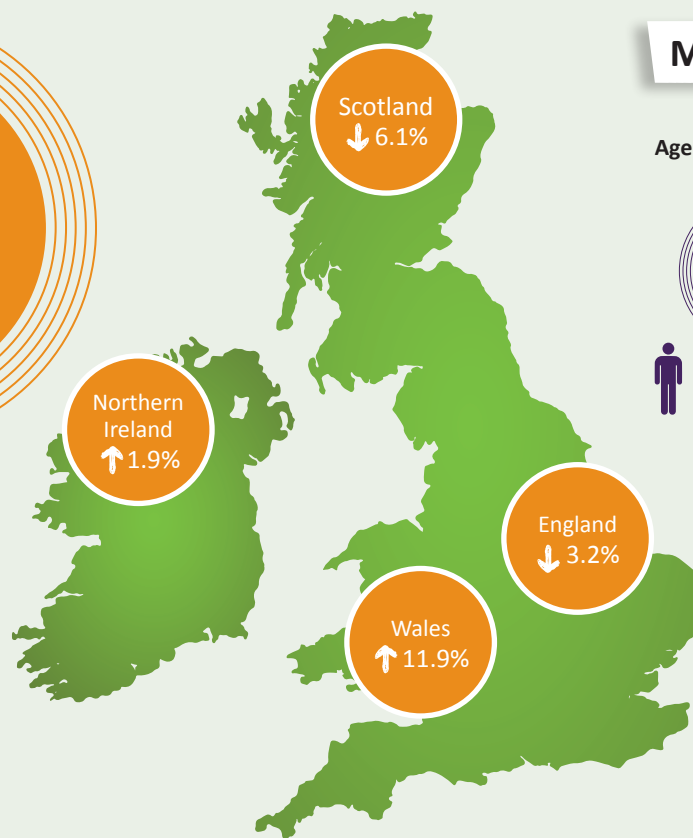 Scotland
↓ 6.1%
Age
Northern
Ireland
↑ 1.9%
England
↓ 3.2%
Wales
↑ 11.9%